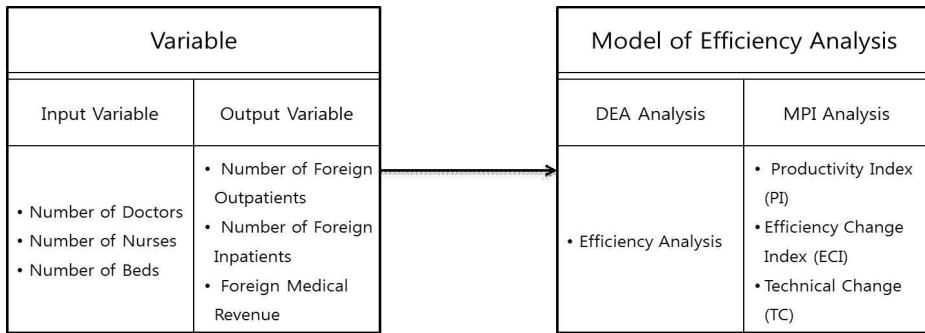 Variable
Input Variable
Output Variable
• Number of Doctors
• Number of Nurses
• Number of Beds
• Number of Foreign
Outpatients
• Number of Foreign
Inpatients
• Foreign Medical
Revenue
Model of Efficiency Analysis
DEA Analysis
MPI Analysis
• Efficiency Analysis
• Productivity Index
(PI)
• Efficiency Change
Index (ECI)
• Technical Change
(TC)